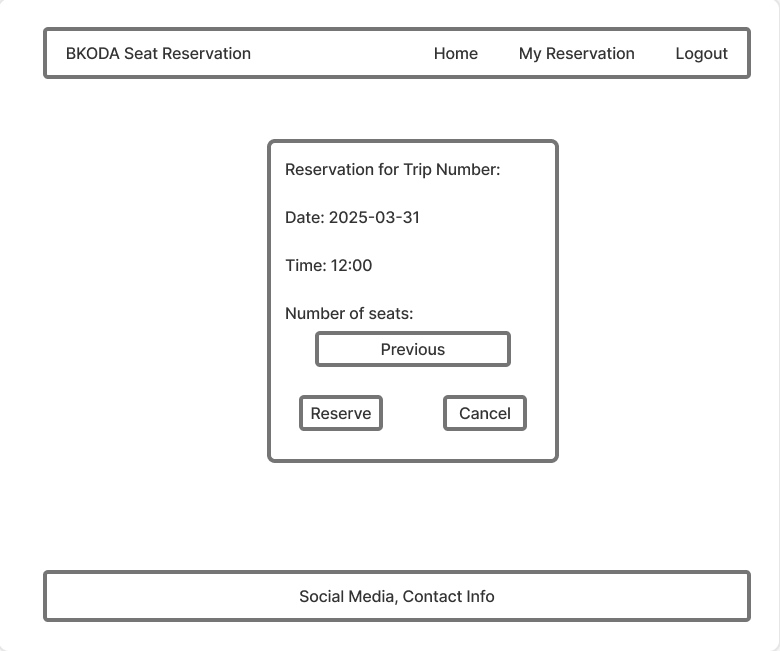 BKODA Seat Reservation Home My Reservation Logout
Reservation for Trip Number:
Date: 2025-03-31
Time: 12:00
Number of seats:
Previous
Reserve Cancel
Social Media, Contact Info